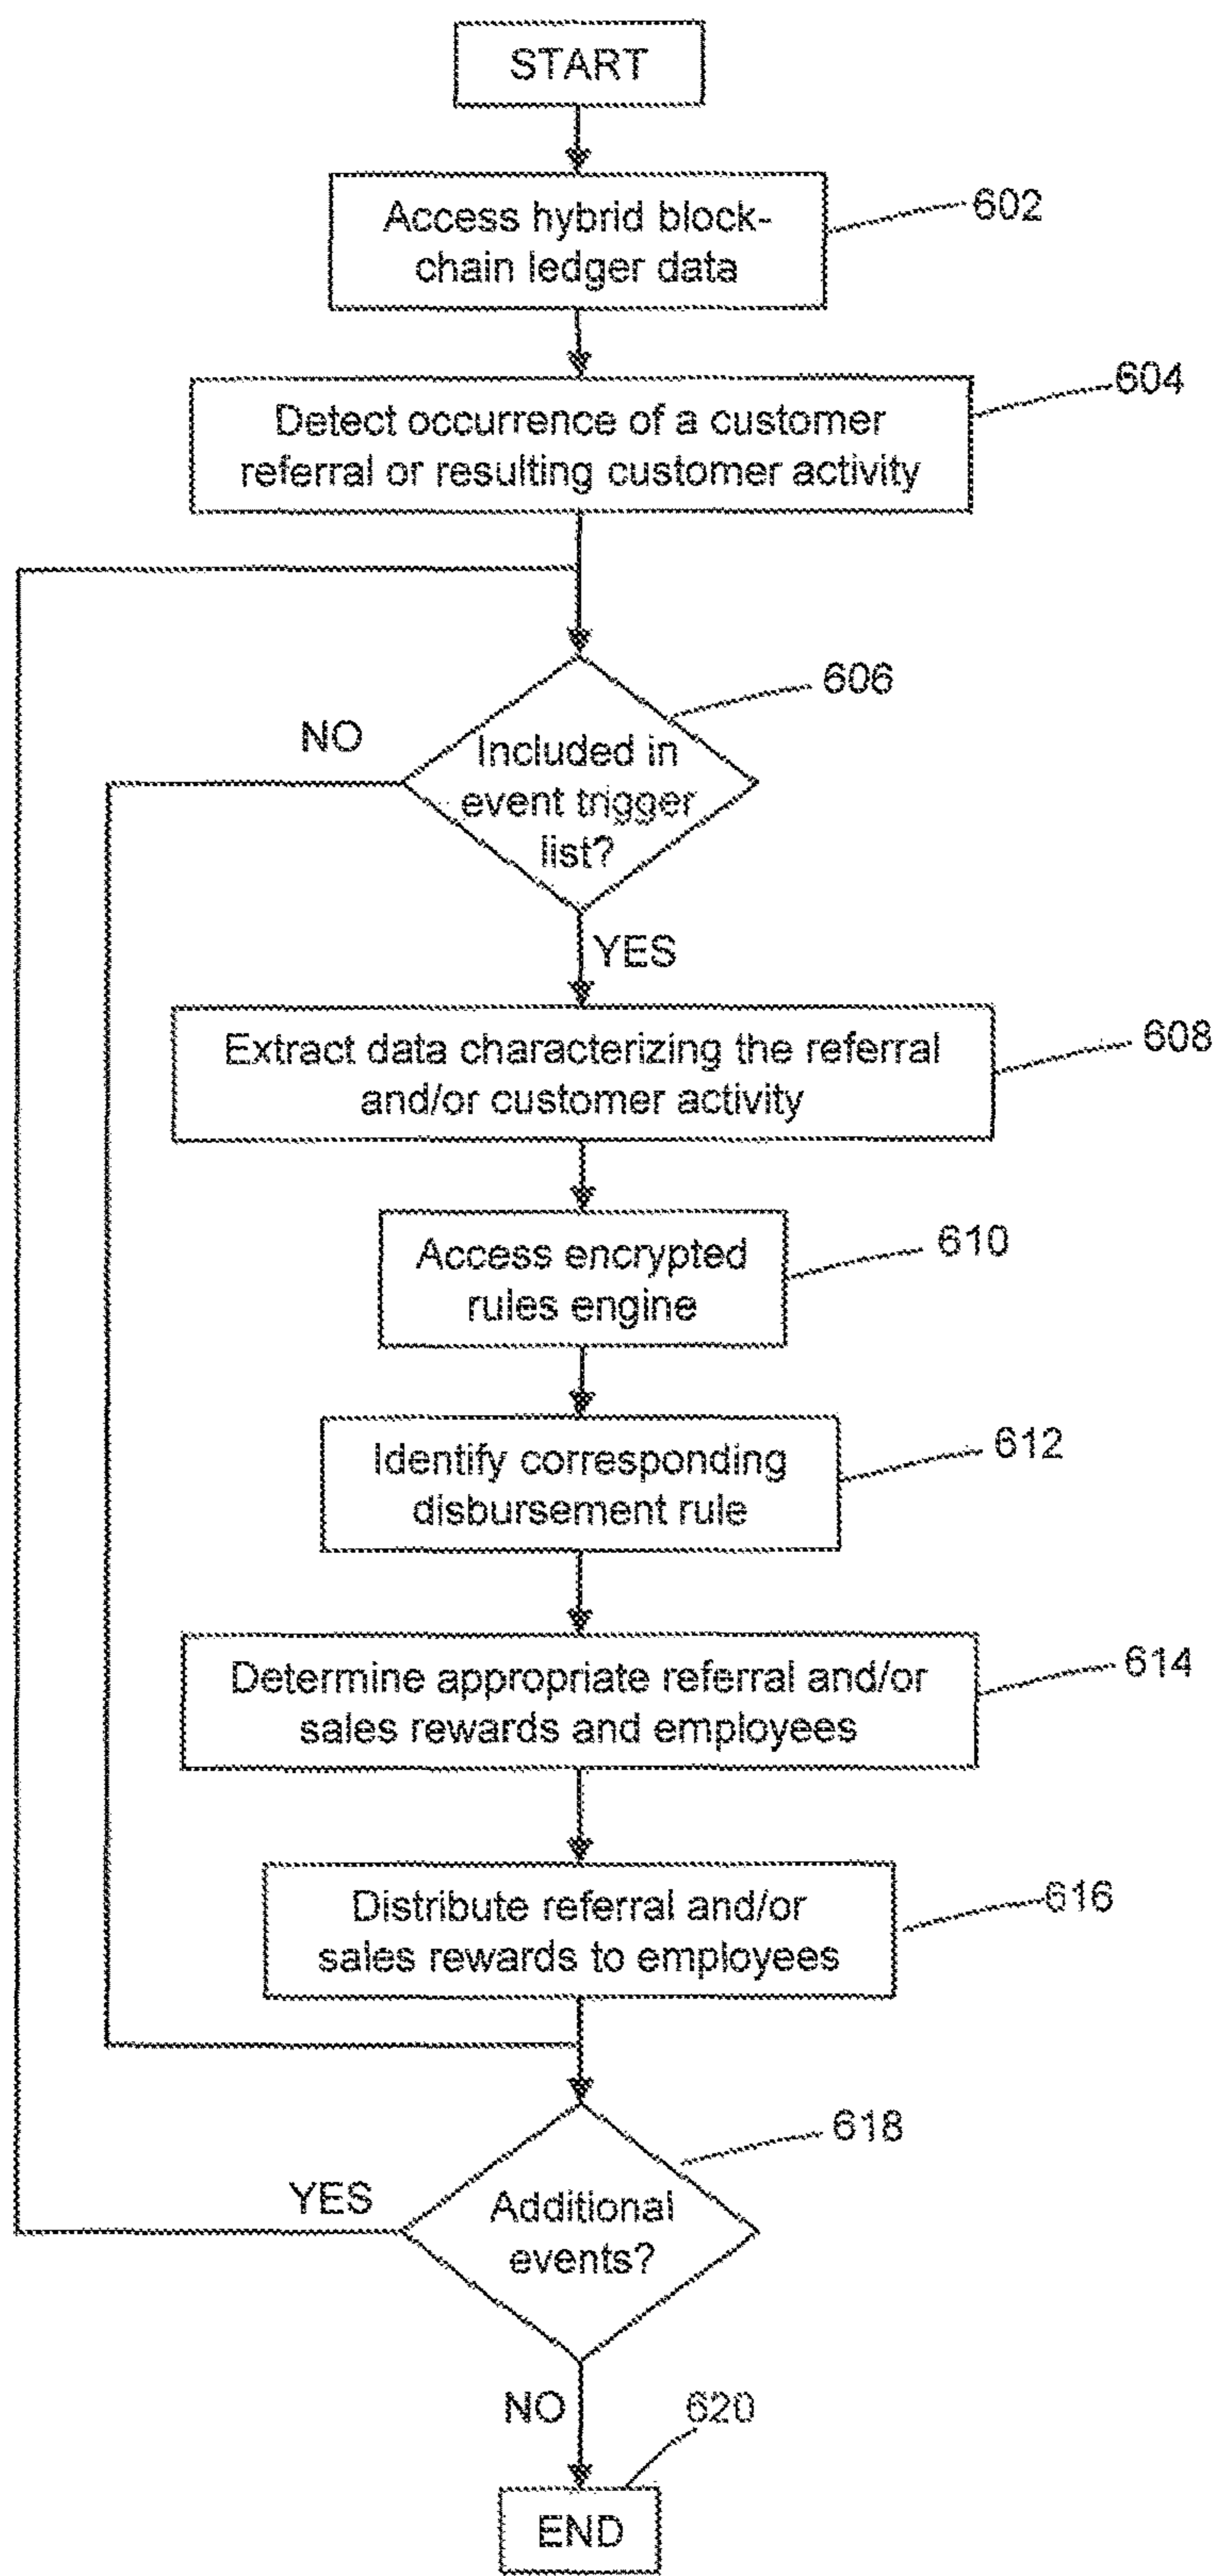 START
Access hybrid block-
chain ledger data
602
Detect occurrence of a customer
referral or resulting customer activity
604
606
NO
Included in
event trigger
list?
YES
Extract data characterizing the referral
and/or customer activity
608
Access encrypted
rules engine
610
Identify corresponding
disbursement rule
612
Determine appropriate referral and/or
sales rewards and employees
614
Distribute referral and/or
sales rewards to employees
616
618
YES
Additional
events?
NO
620
END